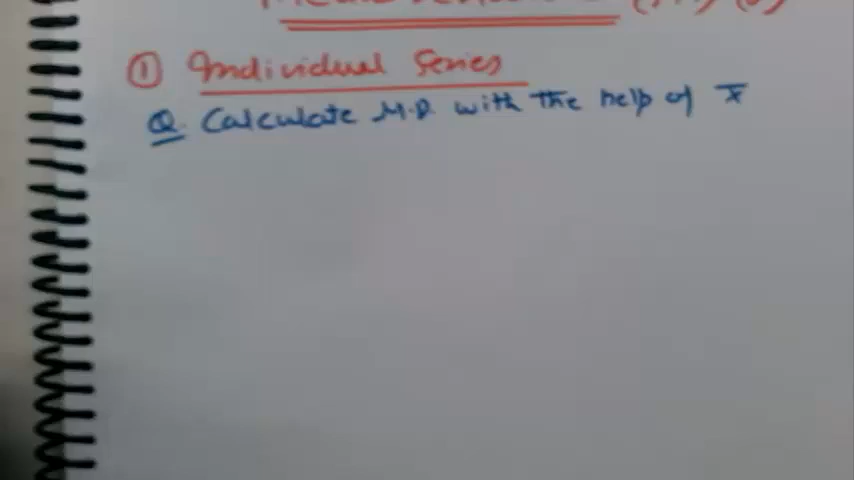 ① Individual Series
Q. Calculate M.D. with the help of x̄